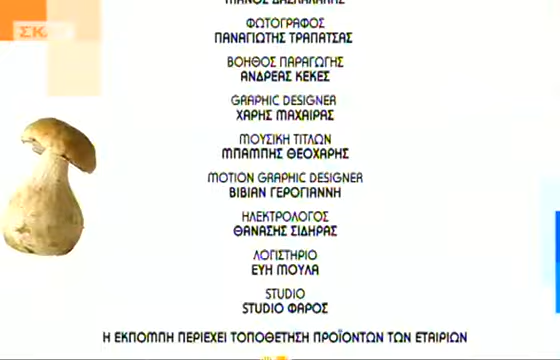 ΣΚΑΪ
ΦΩΤΟΓΡΑΦΟΣ
ΠΑΝΑΓΙΩΤΗΣ ΤΡΑΠΑΤΣΑΣ
ΒΟΗΘΟΣ ΠΑΡΑΓΩΓΗΣ
ΑΝΔΡΕΑΣ ΚΕΚΕΣ
GRAPHIC DESIGNER
ΧΑΡΗΣ ΜΑΧΑΙΡΑΣ
ΜΟΥΣΙΚΗ ΤΙΤΛΩΝ
ΜΠΑΜΠΗΣ ΘΕΟΧΑΡΗΣ
MOTION GRAPHIC DESIGNER
ΒΙΒΙΑΝ ΓΕΡΟΓΙΑΝΝΗ
ΗΛΕΚΤΡΟΛΟΓΟΣ
ΘΑΝΑΣΗΣ ΣΙΔΗΡΑΣ
ΛΟΓΙΣΤΗΡΙΟ
ΕΥΗ ΜΟΥΛΑ
STUDIO
STUDIO ΦΑΡΟΣ
Η ΕΚΠΟΜΠΗ ΠΕΡΙΕΧΕΙ ΤΟΠΟΘΕΤΗΣΗ ΠΡΟΪΟΝΤΩΝ ΤΩΝ ΕΤΑΙΡΙΩΝ